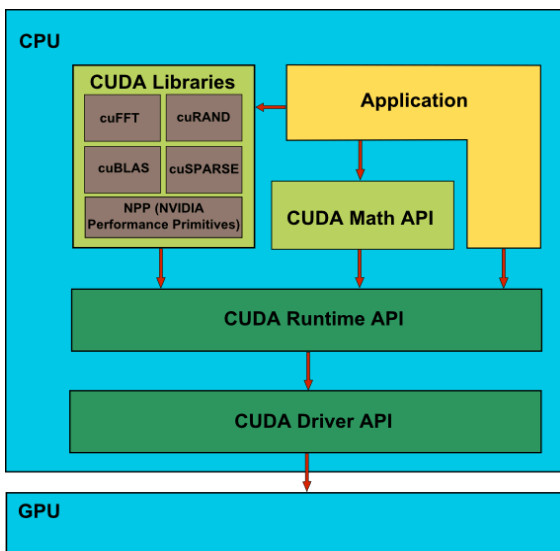 CPU
CUDA Libraries
cuFFT
cuRAND
cuBLAS
cuSPARSE
NPP (NVIDIA
Performance Primitives)
Application
CUDA Math API
CUDA Runtime API
CUDA Driver API
GPU